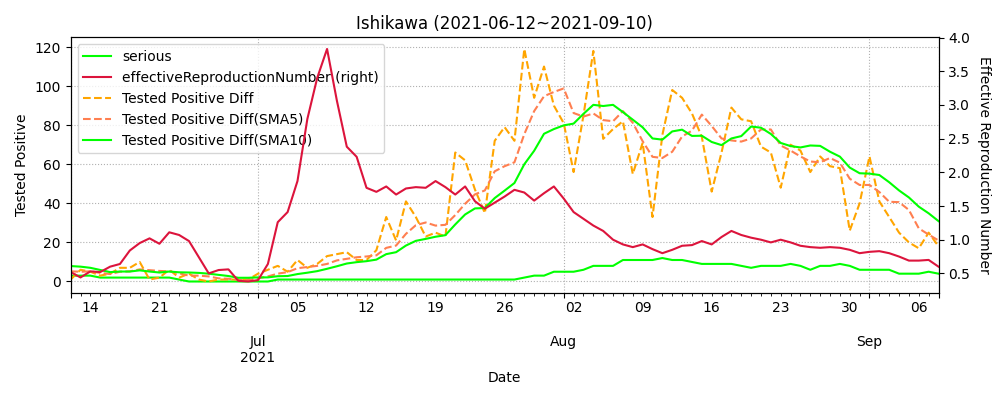 Ishikawa (2021-06-12~2021-09-10)
serious
effectiveReproductionNumber (right)
Tested Positive Diff
Tested Positive Diff(SMA5)
Tested Positive Diff(SMA10)
Tested Positive
120
100
80
60
40
20
0
4.0
3.5
3.0
2.5
2.0
1.5
1.0
0.5
Effective Reproduction Number
14 21 28 05 12 19 26 02 09 16 23 30 06
Jul Aug Sep
2021
Date